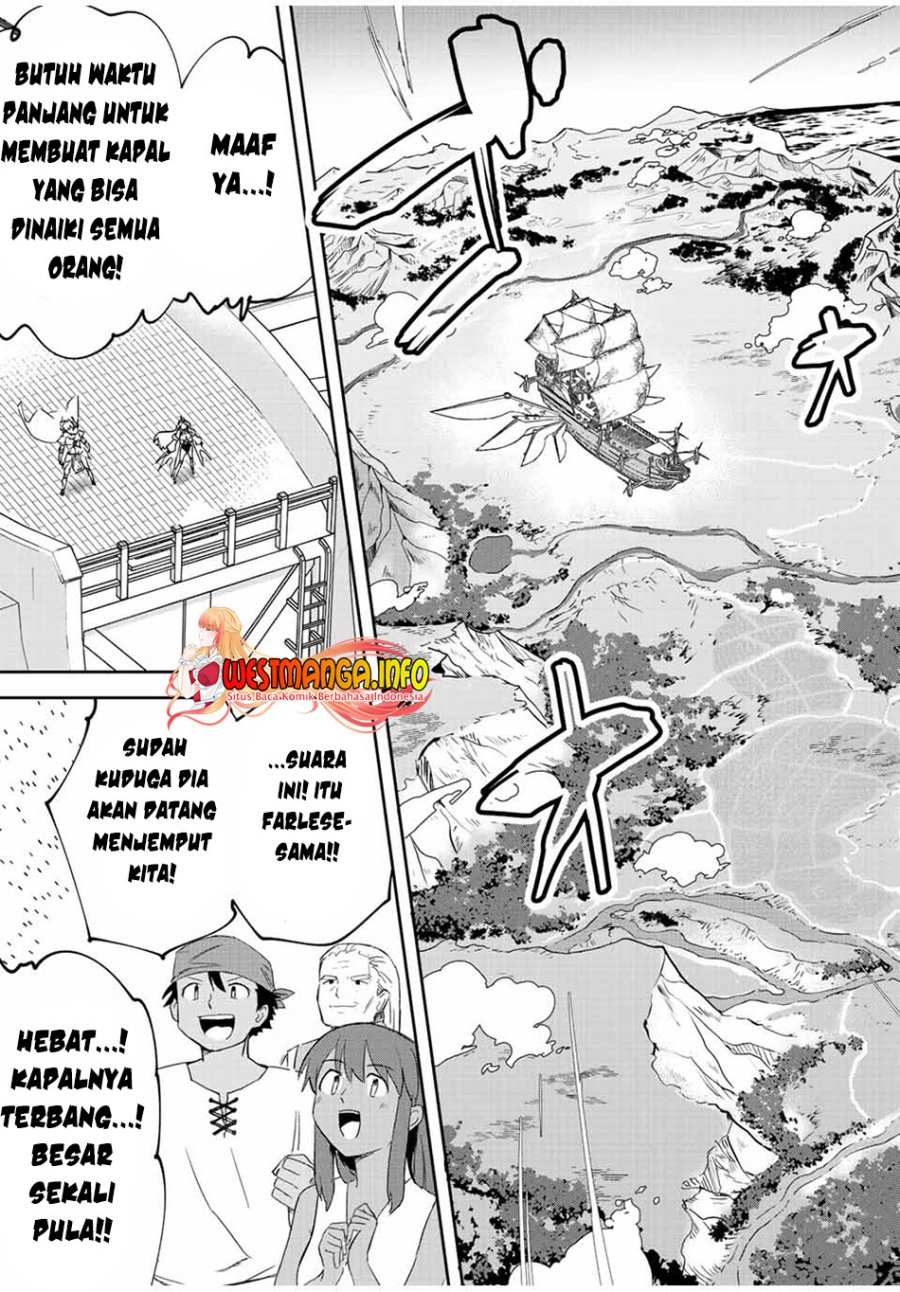 MAAF
YA...!
BUTUH WAKTU
PANJANG UNTUK
MEMBUAT KAPAL
YANG BISA
DINAIKI SEMUA
ORANG!
WESTMANGA.INFO
Situs Baca Komik Berbahasa Indonesia
...SUARA
INI! ITU
FARLESE-
SAMA!!
SUDAH
KUDUGA DIA
AKAN DATANG
MENJEMPUT
KITA!
HEBAT...!
KAPALNYA
TERBANG...!
BESAR
SEKALI
PULA!!